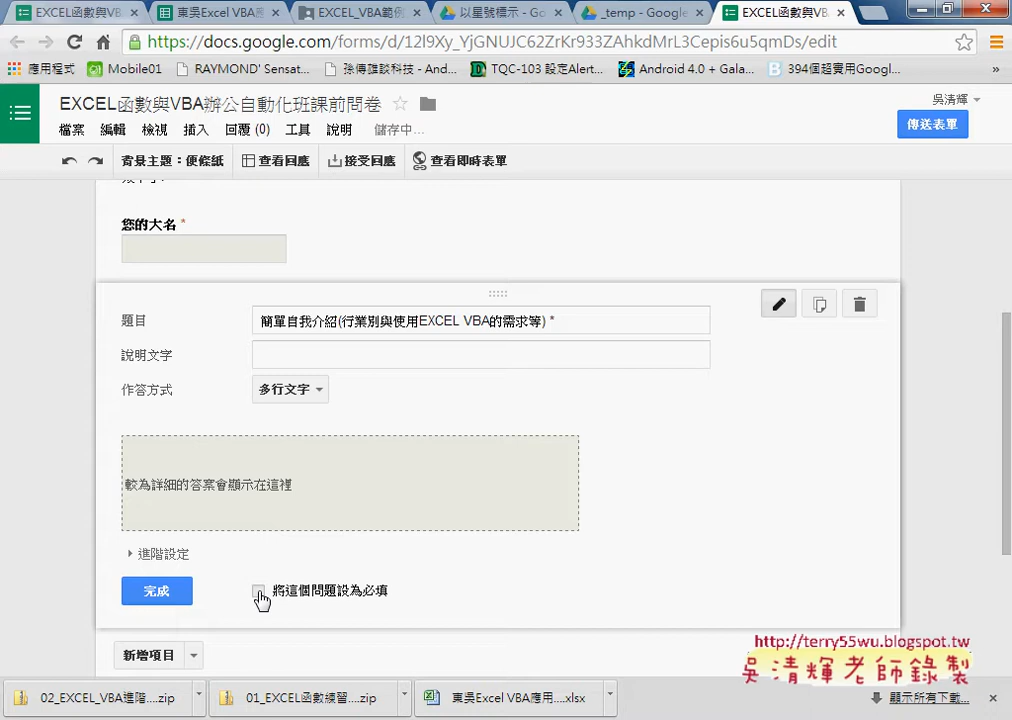 EXCEL函數與VB
東吳Excel VBA應
EXCEL_VBA範例
以星號標示 - Go
_temp - Google
EXCEL函數與VB
https://docs.google.com/forms/d/12l9Xy_YjGNUJC62ZrKr933ZAhkdMrL3Cepis6u5qmDs/edit
應用程式
Mobile01
RAYMOND' Sensat...
孫傳雄談科技 - And...
TQC-103 設定Alert...
Android 4.0 + Gala...
394個超實用Googl...
»
EXCEL函數與VBA辦公自動化班課前問卷
吳清輝
檔案 編輯 檢視 插入 回覆 (0) 工具 說明 儲存中...
傳送表單
背景主題：便條紙
查看回應
接受回應
查看即時表單
您的大名 *
題目
簡單自我介紹(行業別與使用EXCEL VBA的需求等) *
說明文字
作答方式
多行文字
較為詳細的答案會顯示在這裡
進階設定
完成
將這個問題設為必填
新增項目
http://terry55wu.blogspot.tw
吳清輝老師錄製
02_EXCEL_VBA進階....zip
01_EXCEL函數練習....zip
東吳Excel VBA應用....xlsx
顯示所有下載...